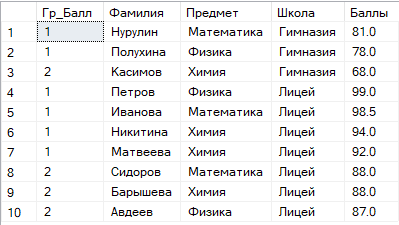 Гр_Балл Фамилия Предмет Школа Баллы
1 1 Нурулин Математика Гимназия 81.0
2 1 Полухина Физика Гимназия 78.0
3 2 Касимов Химия Гимназия 68.0
4 1 Петров Физика Лицей 99.0
5 1 Иванова Математика Лицей 98.5
6 1 Никитина Химия Лицей 94.0
7 1 Матвеева Химия Лицей 92.0
8 2 Сидоров Математика Лицей 88.0
9 2 Барышева Химия Лицей 88.0
10 2 Авдеев Физика Лицей 87.0